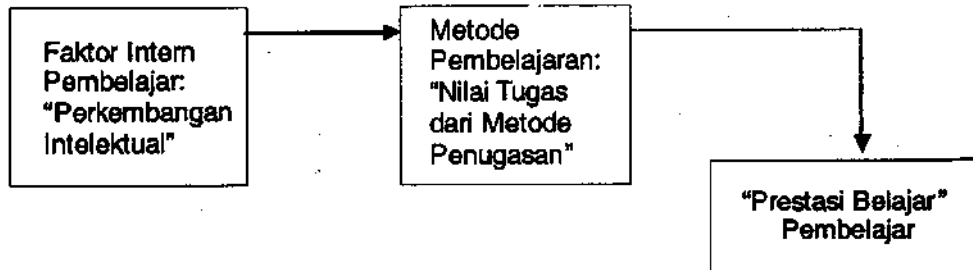 Faktor Intern
Pembelajar:
"Perkembangan
Intelektual"
Metode
Pembelajaran:
"Nilai Tugas
dari Metode
Penugasan"
"Prestasi Belajar"
Pembelajar